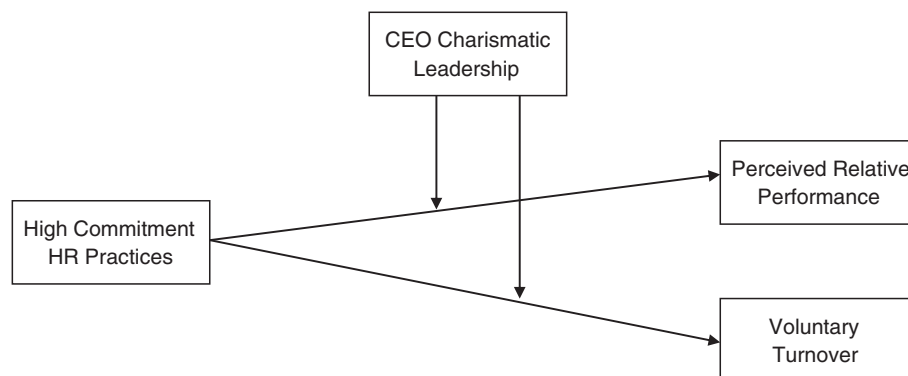 CEO Charismatic
Leadership
Perceived Relative
Performance
High Commitment
HR Practices
Voluntary
Turnover